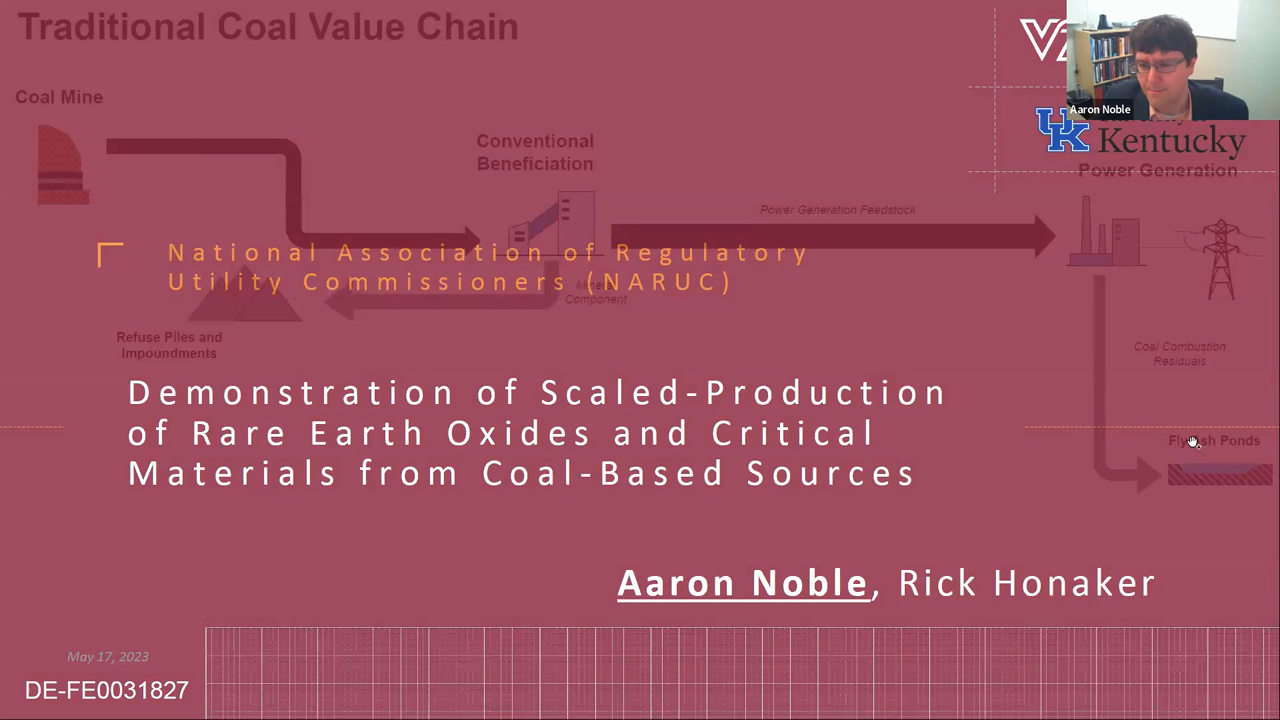 Traditional Coal Value Chain
Aaron Noble
Coal Mine
UK
Kentucky
Conventional
Beneficiation
Power Generation
Power Generation Feedstock
National Association of Regulatory
Utility Commissioners (NARUC)
Component
Refuse Piles and
Impoundments
Coal Combustion
Residuals
Demonstration of Scaled-Production
of Rare Earth Oxides and Critical
Materials from Coal-Based Sources
Ponds
Aaron Noble, Rick Honaker
May 17, 2023
DE-FE0031827